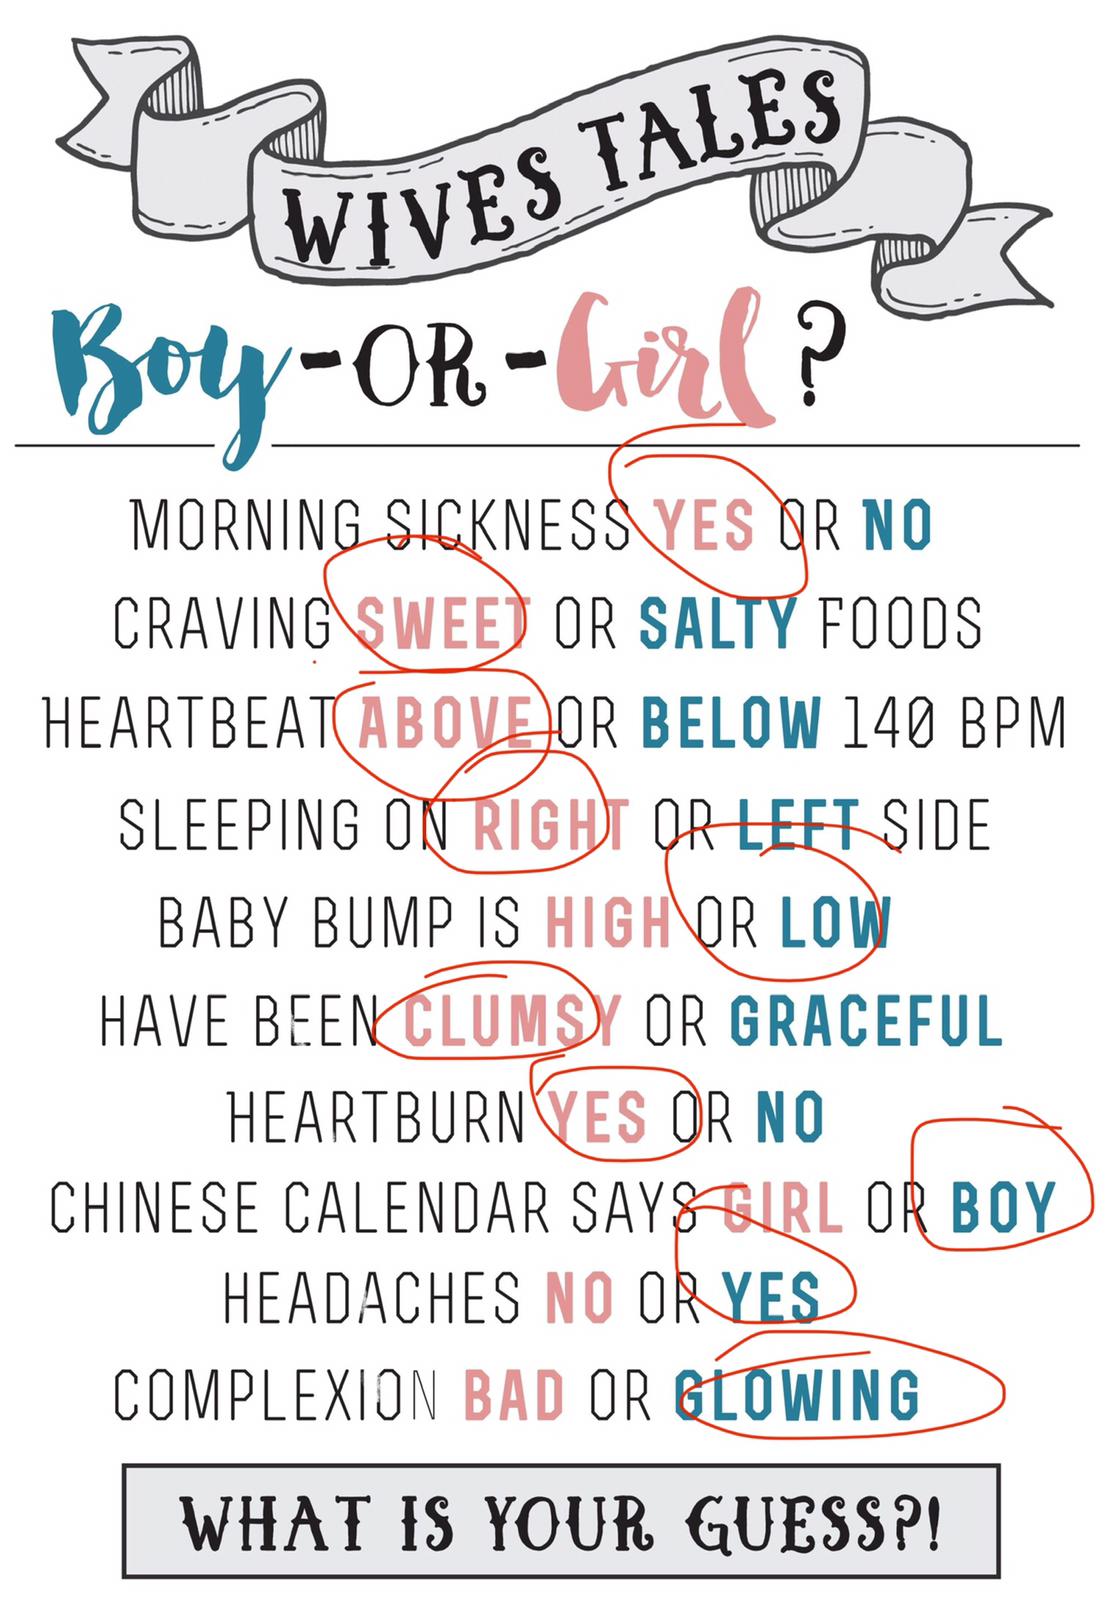 WIVES TALES
Boy-OR-Girl?
MORNING SICKNESS YES OR NO
CRAVING SWEET OR SALTY FOODS
HEARTBEAT ABOVE OR BELOW 140 BPM
SLEEPING ON RIGHT OR LEFT SIDE
BABY BUMP IS HIGH OR LOW
HAVE BEEN CLUMSY OR GRACEFUL
HEARTBURN YES OR NO
CHINESE CALENDAR SAYS GIRL OR BOY
HEADACHES NO OR YES
COMPLEXION BAD OR GLOWING
WHAT IS YOUR GUESS?!